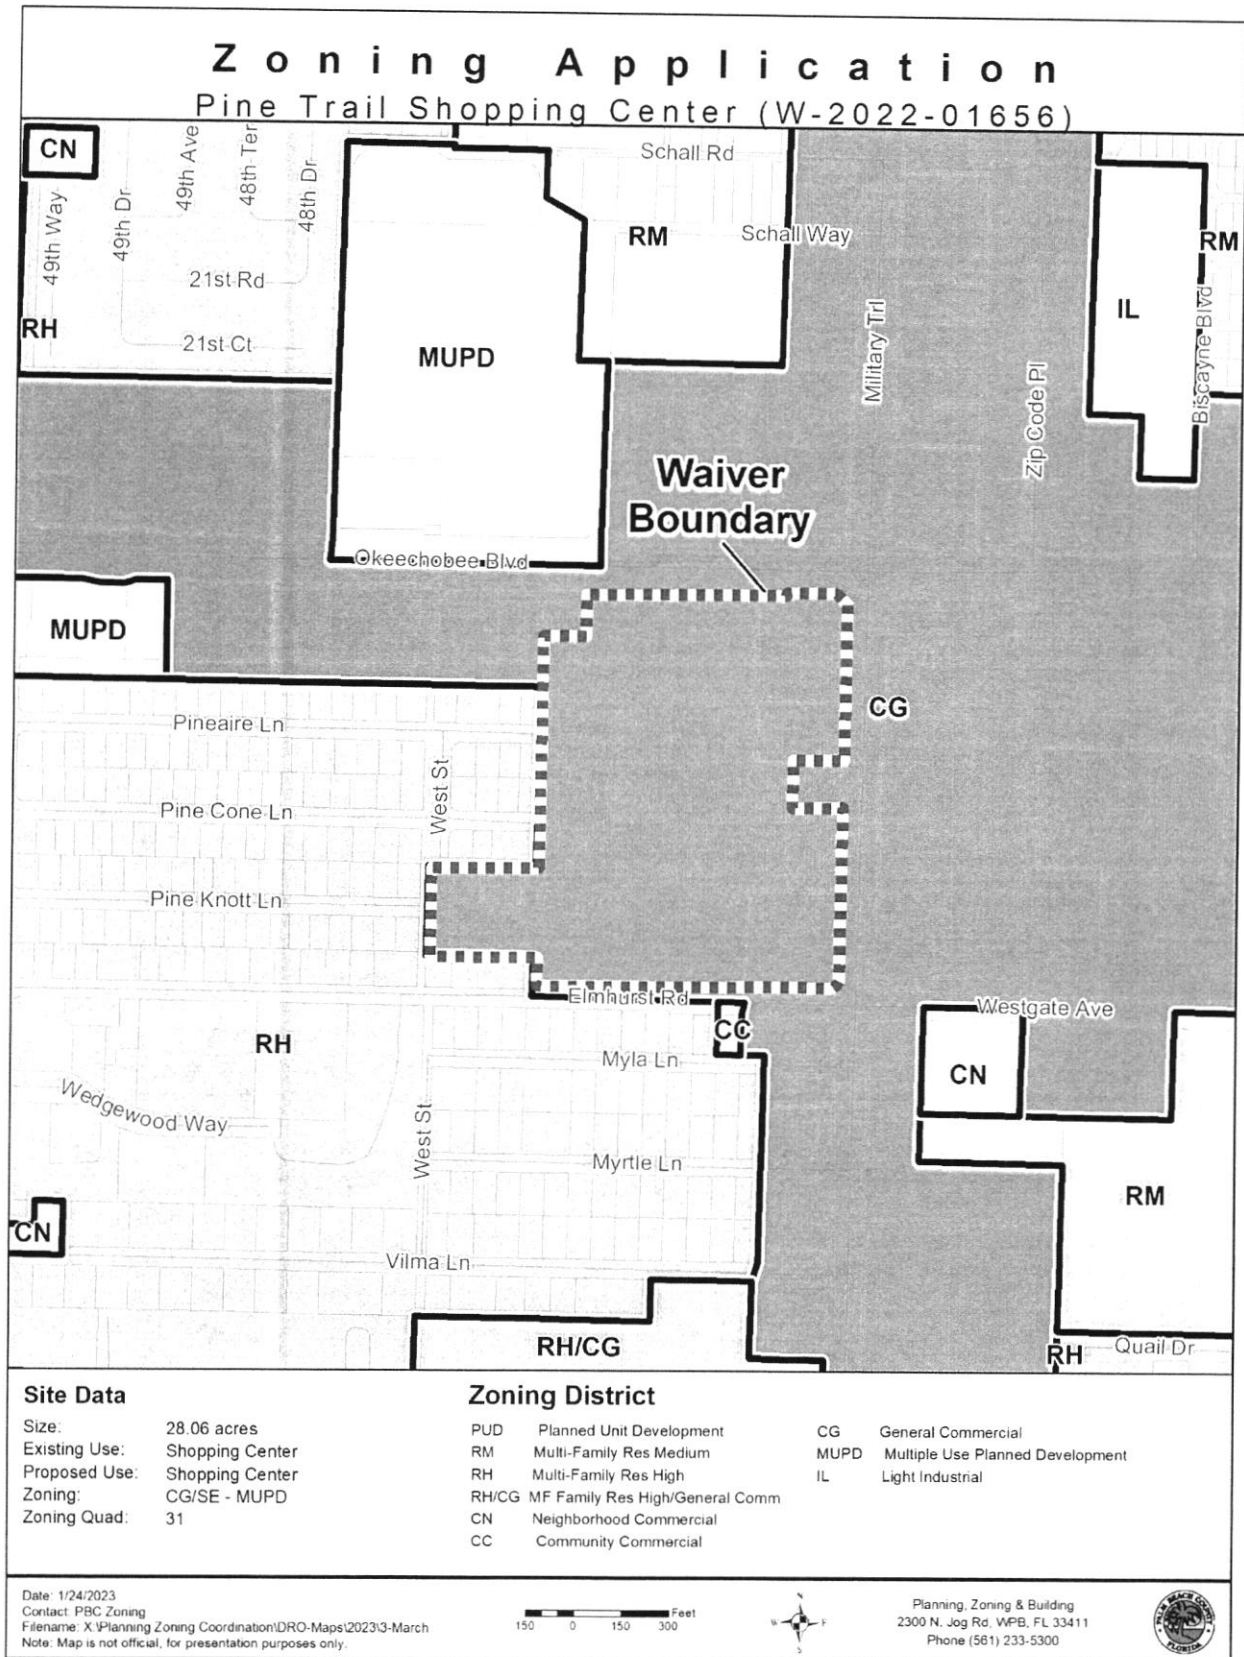 Zoning Application
Pine Trail Shopping Center (W-2022-01656)
CN
49th Way
49th Dr
49th Ave
48th Ter
48th Dr
21st Rd
RH
21st Ct
MUPD
Schall Rd
RM
Schall Way
Military Trl
Zip Code Pl
IL
RM
Biscayne Blvd
Waiver
Boundary
Okeechobee Blvd
MUPD
CG
Pineaire Ln
West St
Pine Cone Ln
Pine Knott Ln
Elmhurst Rd
CC
Westgate Ave
RH
Myla Ln
CN
Wedgewood Way
West St
Myrtle Ln
RM
CN
Vilma Ln
RH/CG
RH
Quail Dr
Site Data
Size: 28.06 acres
Existing Use: Shopping Center
Proposed Use: Shopping Center
Zoning: CG/SE - MUPD
Zoning Quad: 31
Zoning District
PUD Planned Unit Development
RM Multi-Family Res Medium
RH Multi-Family Res High
RH/CG MF Family Res High/General Comm
CN Neighborhood Commercial
CC Community Commercial
CG General Commercial
MUPD Multiple Use Planned Development
IL Light Industrial
Date: 1/24/2023
Contact: PBC Zoning
Filename: X:\Planning Zoning Coordination\DRO-Maps\2023\3-March
Note: Map is not official, for presentation purposes only.
Feet
150 0 150 300
N
W E
S
Planning, Zoning & Building
2300 N. Jog Rd, WPB, FL 33411
Phone (561) 233-5300
PALM BEACH COUNTY
FLORIDA